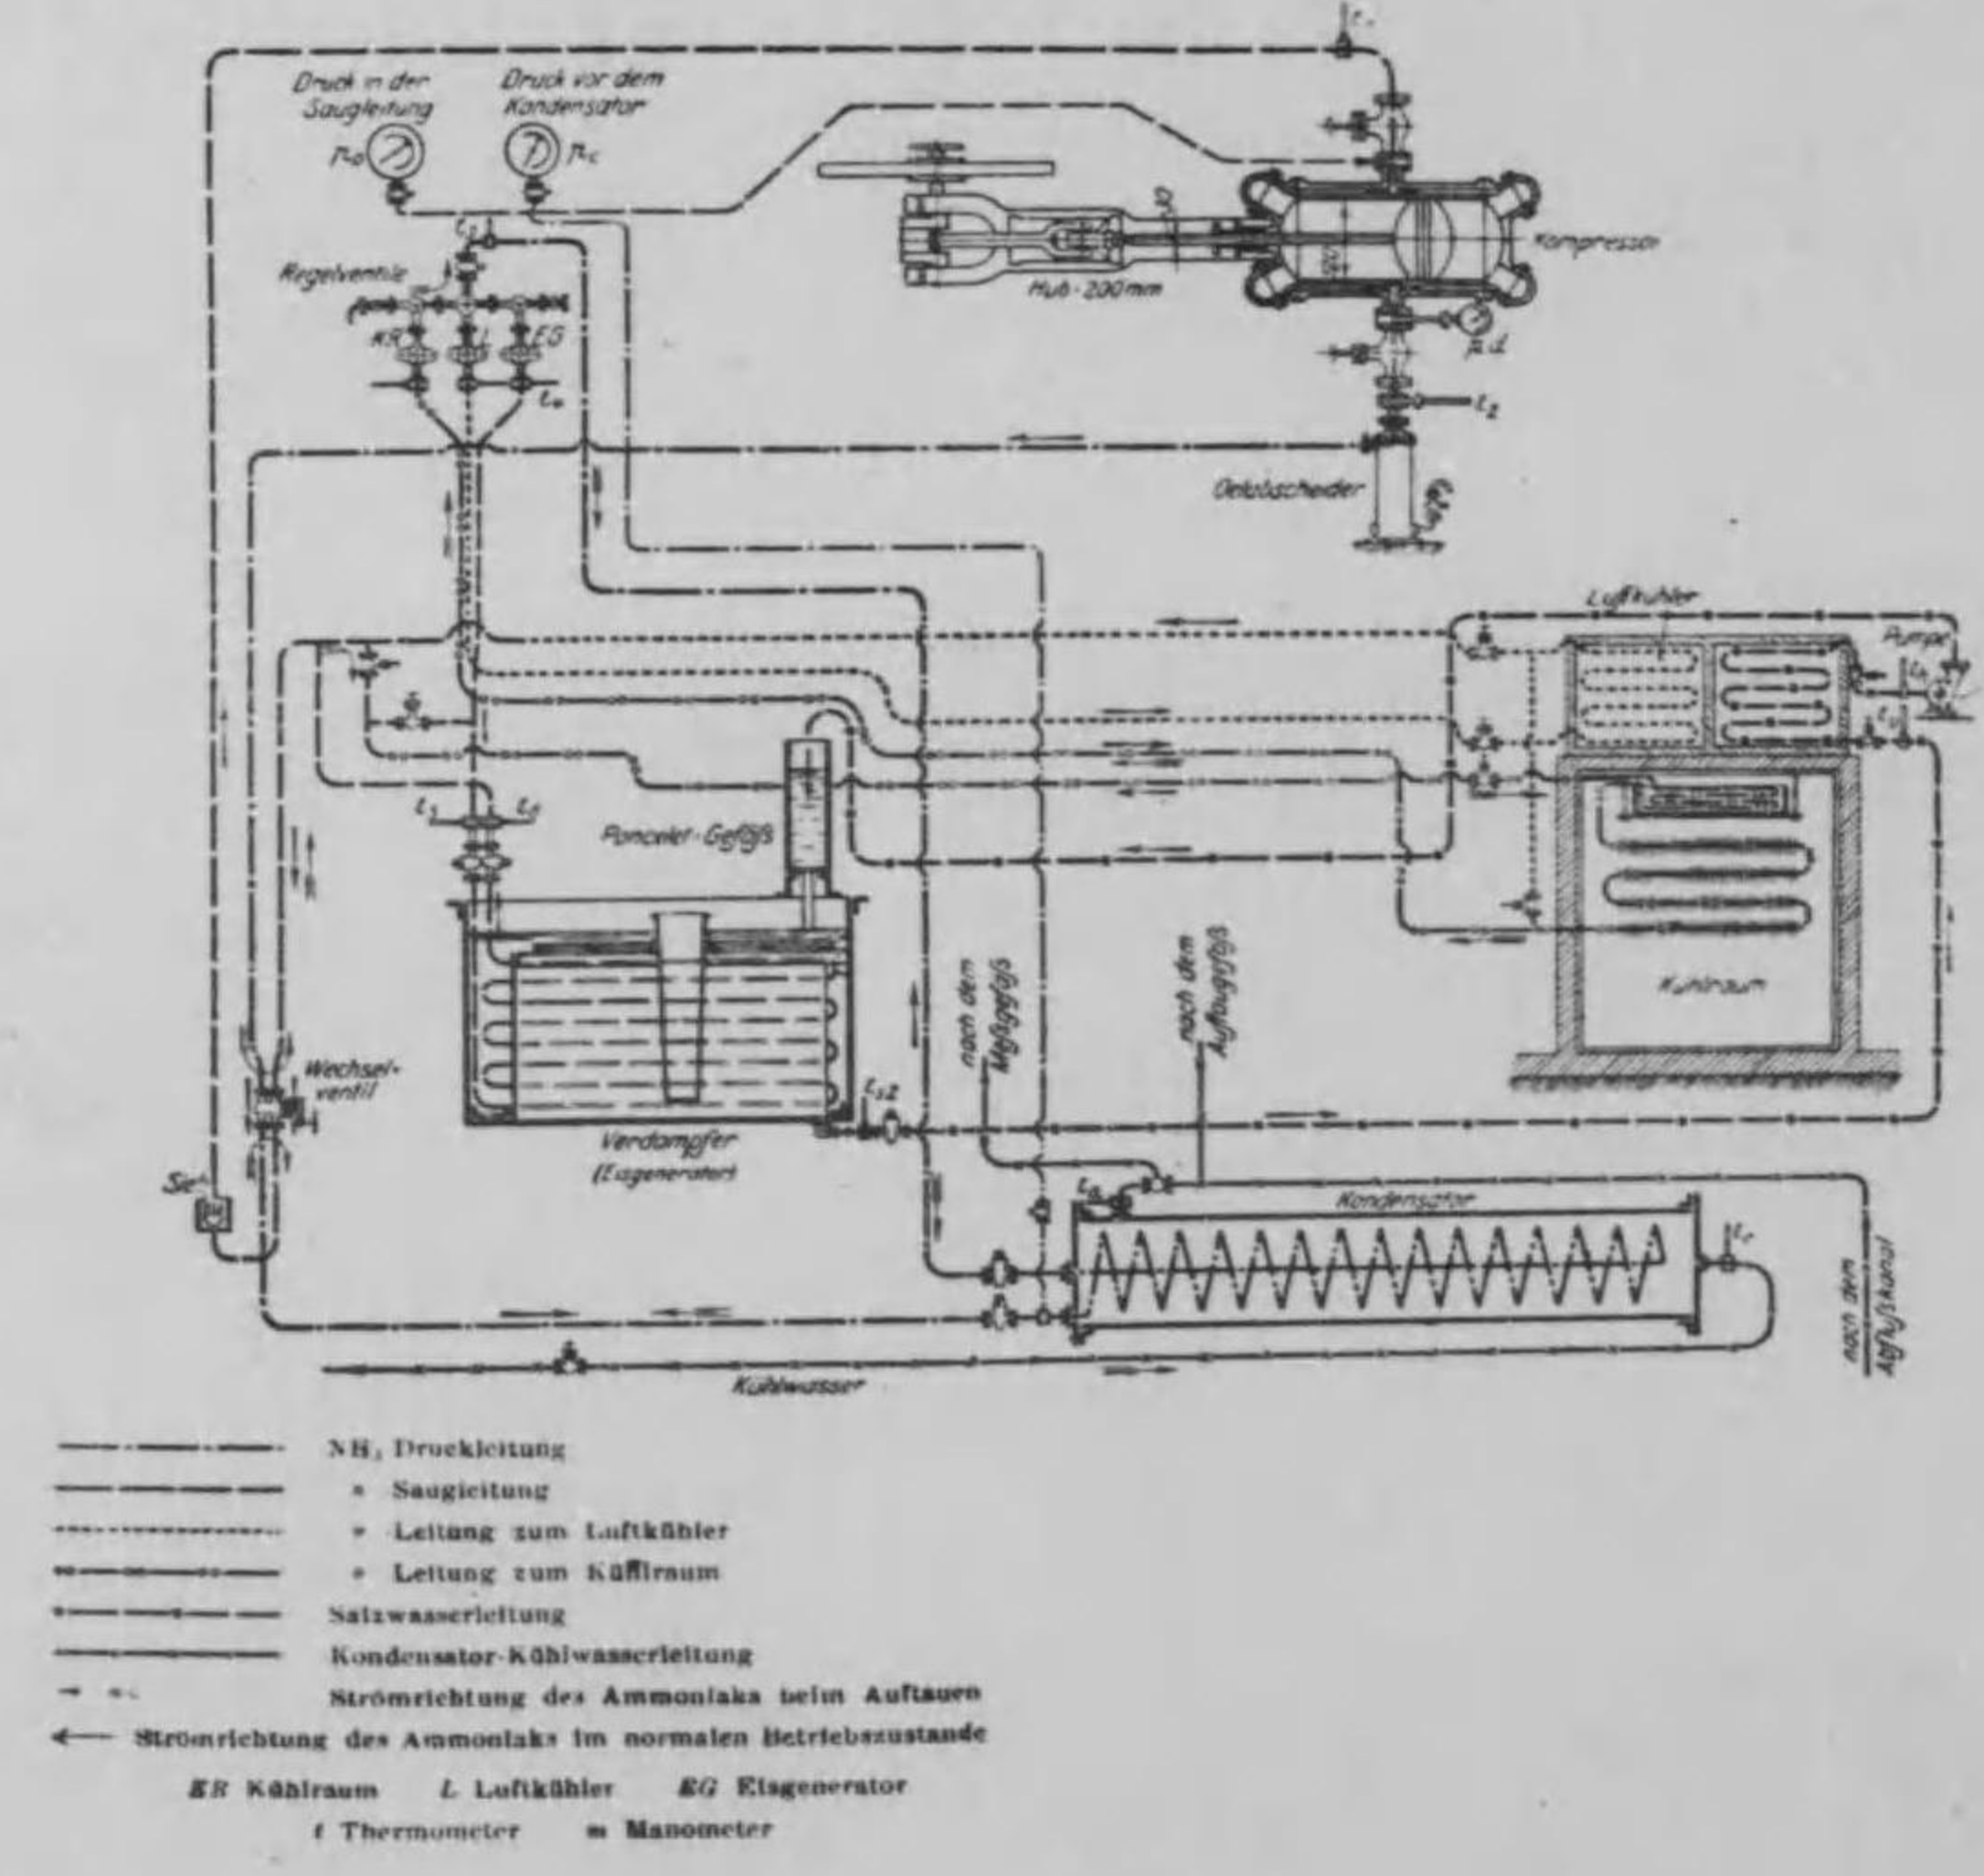 Druck in der
Saugleitung
Druck vor dem
Kondensator
Regelventile
KR
L
EG
Hub-200mm
Kompressor
Oelabscheider
Luftkühler
Pumpe
Poncelet-Gefäß
Kühlraum
nach dem
Meßgefäß
nach dem
Auftaugefäß
Wechsel-
ventil
Verdampfer
(Eisgenerator)
Kondensator
nach dem
Abflußkanal
Kühlwasser
NH₃ Druckleitung
" Saugleitung
" Leitung zum Luftkühler
" Leitung zum Kühlraum
Salzwasserleitung
Kondensator-Kühlwasserleitung
Strömrichtung des Ammoniaks beim Auftauen
Strömrichtung des Ammoniaks im normalen Betriebszustande
KR Kühlraum L Luftkühler EG Eisgenerator
t Thermometer m Manometer